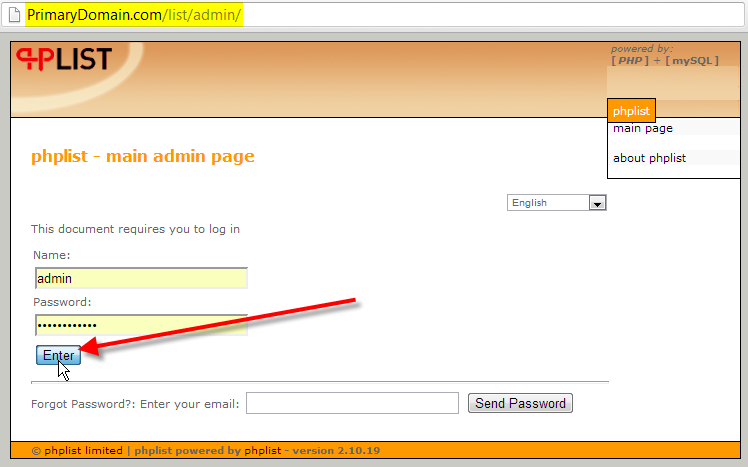 PrimaryDomain.com/list/admin/
PHPLIST
powered by:
[ PHP ] + [ mySQL ]
phplist
main page
about phplist
phplist - main admin page
English
This document requires you to log in
Name:
admin
Password:
••••••••••••
Enter
Forgot Password?: Enter your email:
Send Password
© phplist limited | phplist powered by phplist - version 2.10.19